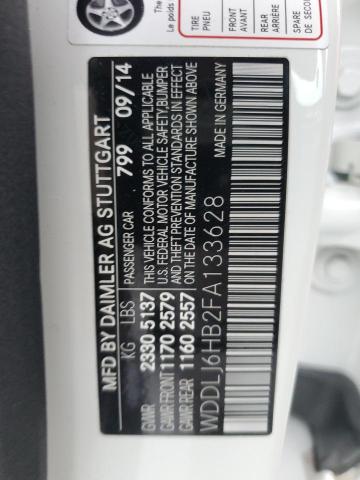 Le poids
TIRE
PNEU
FRONT
AVANT
REAR
ARRIÈRE
SPARE
DE SECOU
MFD BY DAIMLER AG STUTTGART
PASSENGER CAR 799 09/14
KG LBS
GVWR 2330 5137
GAWR FRONT 1170 2579
GAWR REAR 1160 2557
THIS VEHICLE CONFORMS TO ALL APPLICABLE
U.S. FEDERAL MOTOR VEHICLE SAFETY,BUMPER
AND THEFT PREVENTION STANDARDS IN EFFECT
ON THE DATE OF MANUFACTURE SHOWN ABOVE
MADE IN GERMANY
WDDLJ6HB2FA133628